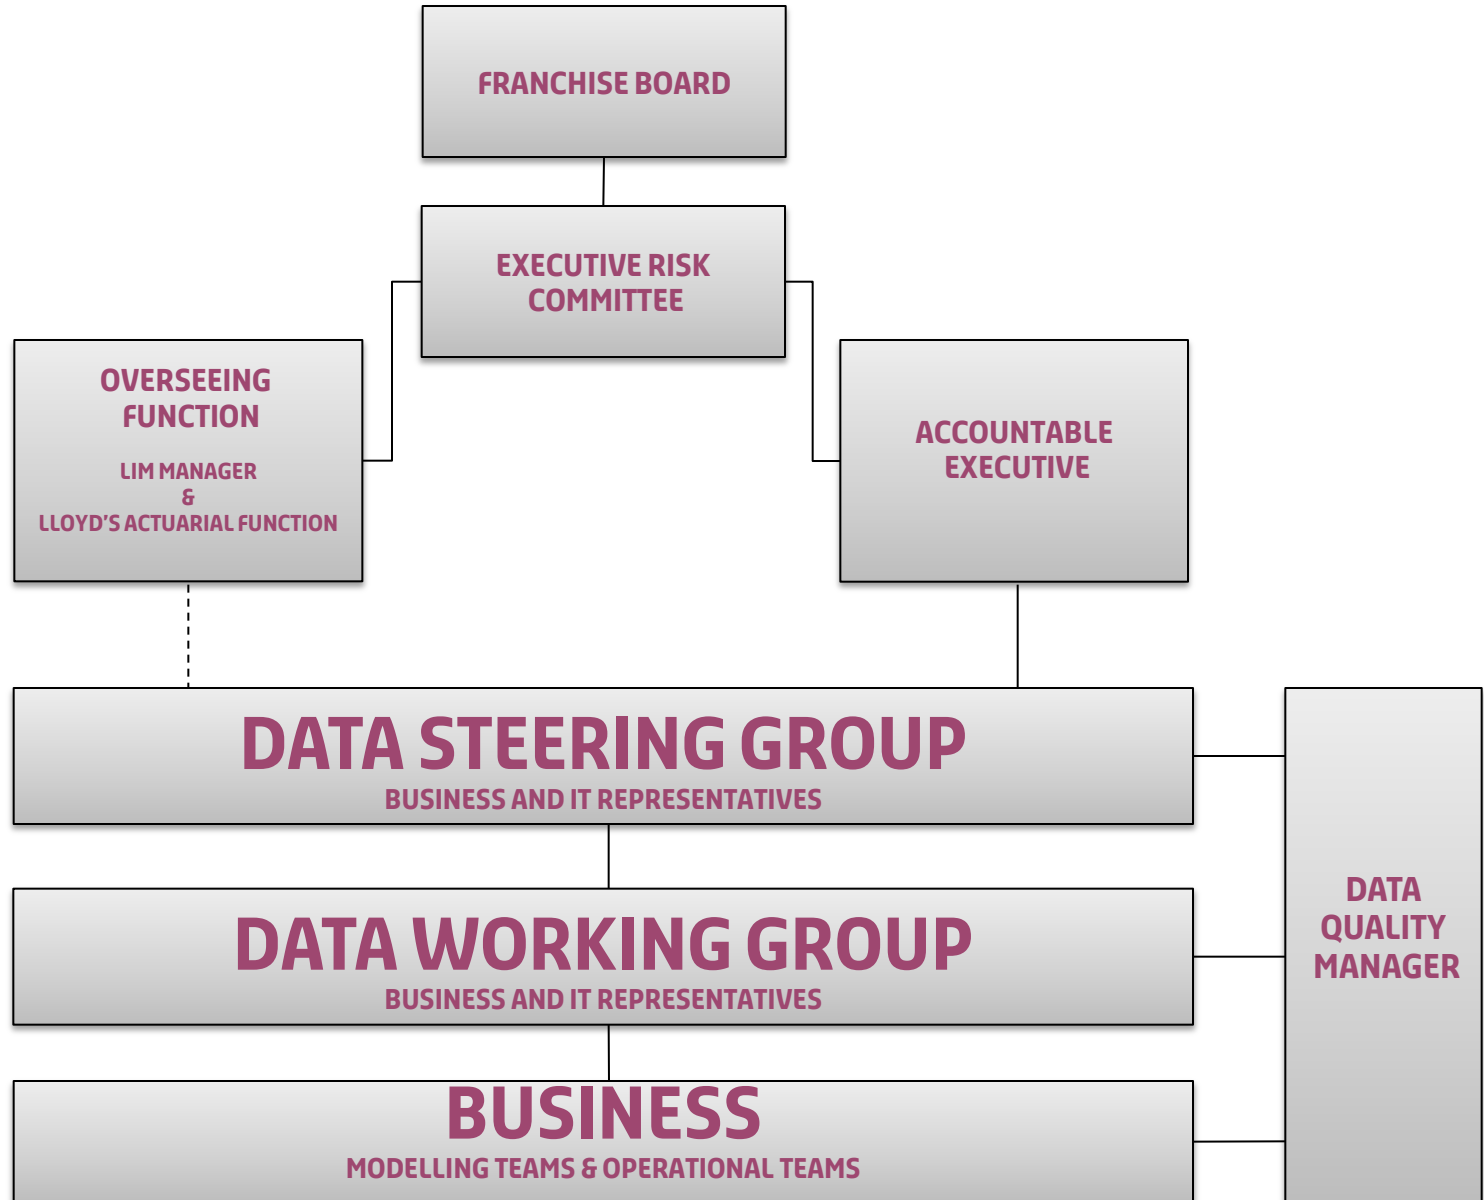 FRANCHISE BOARD
EXECUTIVE RISK
COMMITTEE
OVERSEEING
FUNCTION
LIM MANAGER
&
LLOYD'S ACTUARIAL FUNCTION
ACCOUNTABLE
EXECUTIVE
DATA STEERING GROUP
BUSINESS AND IT REPRESENTATIVES
DATA WORKING GROUP
BUSINESS AND IT REPRESENTATIVES
DATA
QUALITY
MANAGER
BUSINESS
MODELLING TEAMS & OPERATIONAL TEAMS